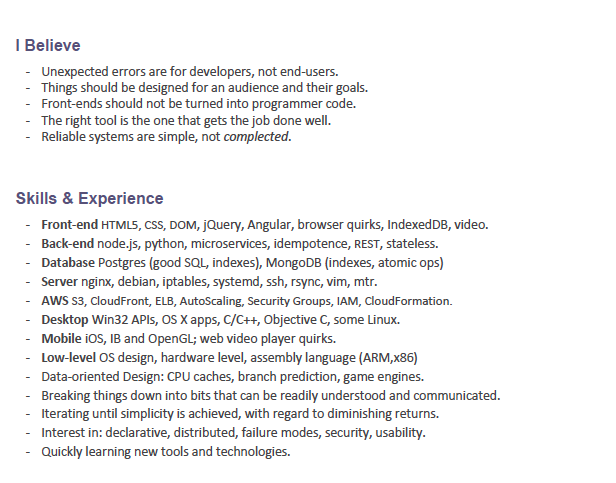 I Believe
- Unexpected errors are for developers, not end-users.
- Things should be designed for an audience and their goals.
- Front-ends should not be turned into programmer code.
- The right tool is the one that gets the job done well.
- Reliable systems are simple, not complected.
Skills & Experience
- Front-end HTML5, CSS, DOM, jQuery, Angular, browser quirks, IndexedDB, video.
- Back-end node.js, python, microservices, idempotence, REST, stateless.
- Database Postgres (good SQL, indexes), MongoDB (indexes, atomic ops)
- Server nginx, debian, iptables, systemd, ssh, rsync, vim, mtr.
- AWS S3, CloudFront, ELB, AutoScaling, Security Groups, IAM, CloudFormation.
- Desktop Win32 APIs, OS X apps, C/C++, Objective C, some Linux.
- Mobile iOS, IB and OpenGL; web video player quirks.
- Low-level OS design, hardware level, assembly language (ARM,x86)
- Data-oriented Design: CPU caches, branch prediction, game engines.
- Breaking things down into bits that can be readily understood and communicated.
- Iterating until simplicity is achieved, with regard to diminishing returns.
- Interest in: declarative, distributed, failure modes, security, usability.
- Quickly learning new tools and technologies.